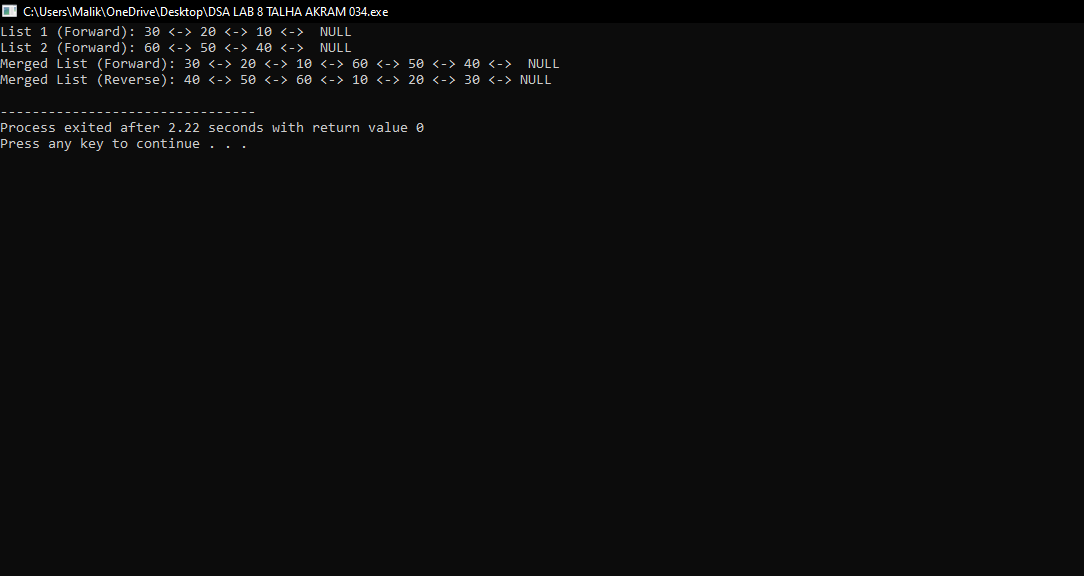 C:\Users\Malik\OneDrive\Desktop\DSA LAB 8 TALHA AKRAM 034.exe
List 1 (Forward): 30 <-> 20 <-> 10 <->  NULL
List 2 (Forward): 60 <-> 50 <-> 40 <->  NULL
Merged List (Forward): 30 <-> 20 <-> 10 <-> 60 <-> 50 <-> 40 <->  NULL
Merged List (Reverse): 40 <-> 50 <-> 60 <-> 10 <-> 20 <-> 30 <-> NULL
--------------------------------
Process exited after 2.22 seconds with return value 0
Press any key to continue . . .